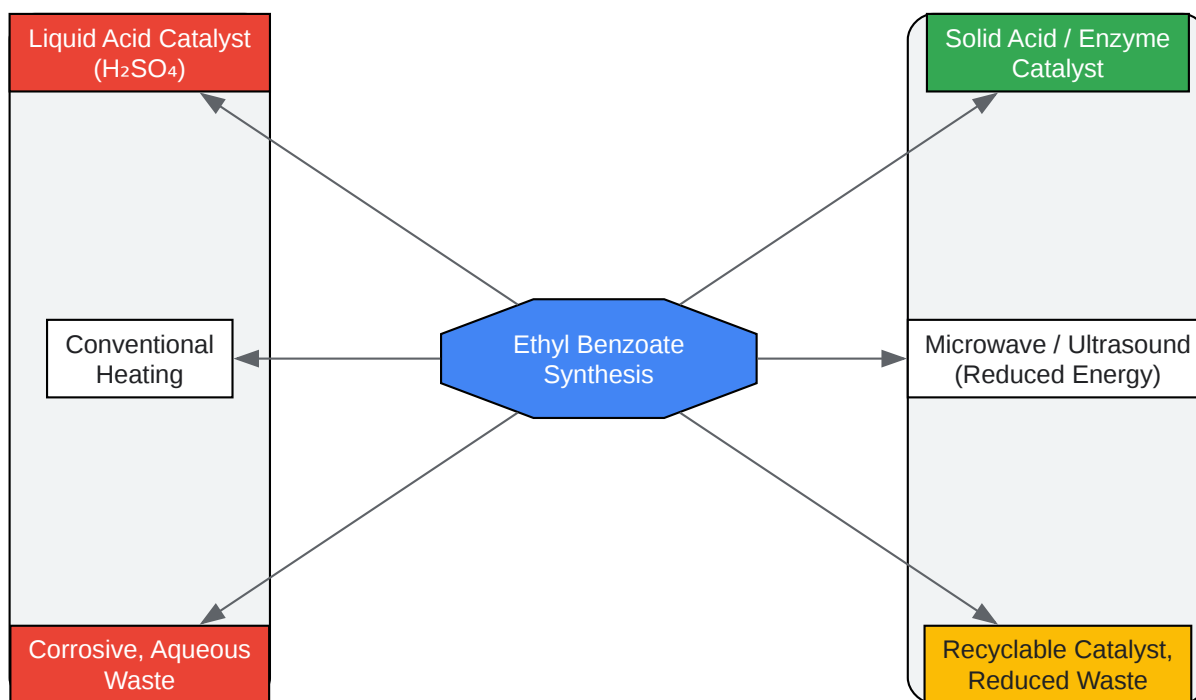 Liquid Acid Catalyst
(H₂SO₄)
Solid Acid / Enzyme
Catalyst
Conventional
Heating
Ethyl Benzoate
Synthesis
Microwave / Ultrasound
(Reduced Energy)
Corrosive, Aqueous
Waste
Recyclable Catalyst,
Reduced Waste